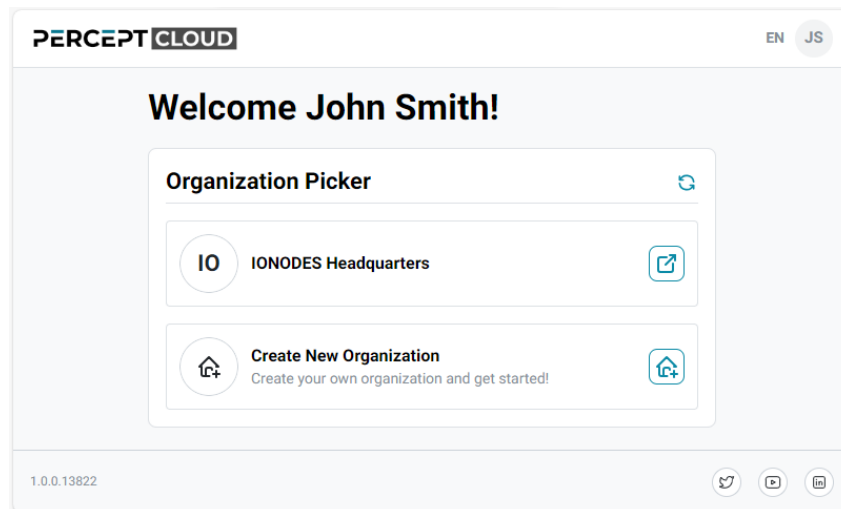 PERCEPT CLOUD
EN JS
Welcome John Smith!
Organization Picker
IO
IONODES Headquarters
Create New Organization
Create your own organization and get started!
1.0.0.13822
in